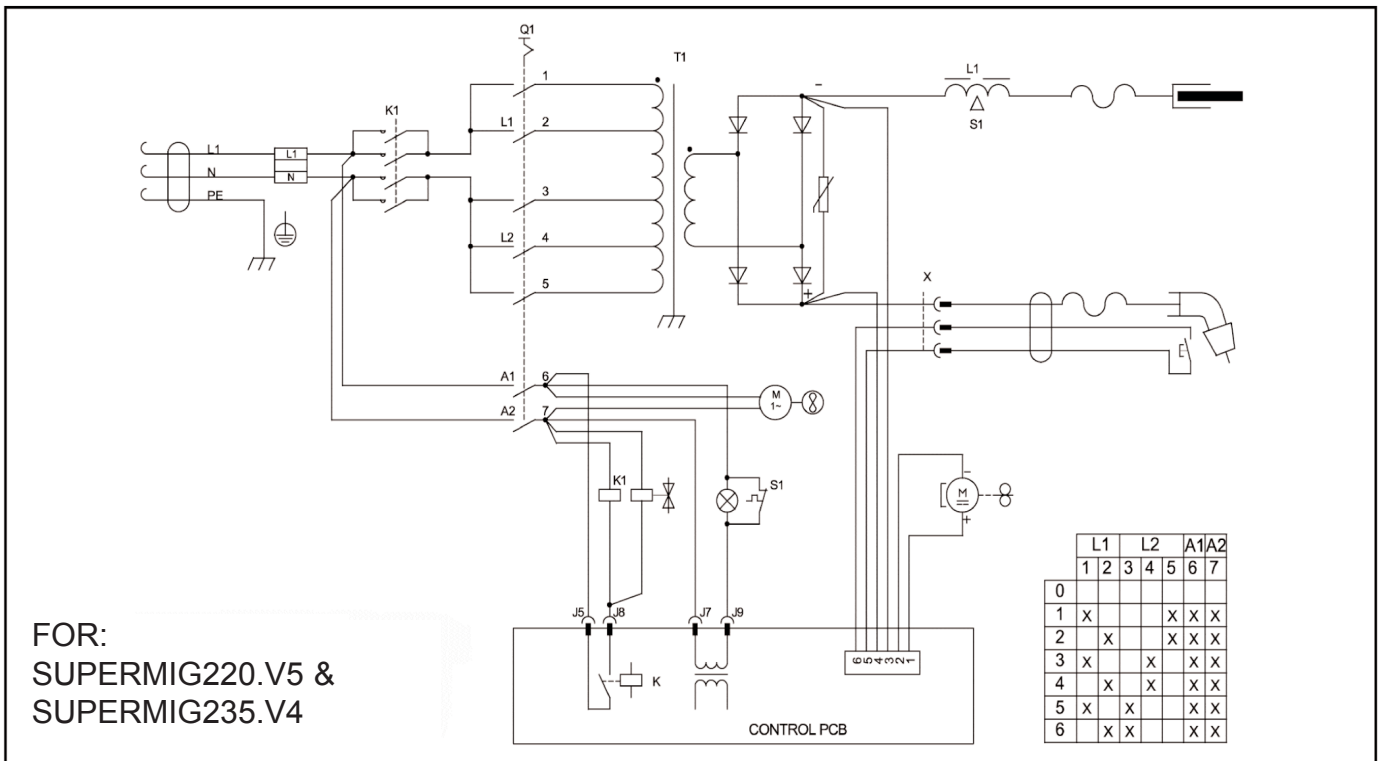 Q1
T1
1
L1
2
K1
L1
L1
N
N
PE
3
L2
4
5
−
L1
S1
+
X
A1
6
A2
7
M
1~
K1
S1
−
M
+
J5
J8
J7
J9
K
6
5
4
3
2
1
CONTROL PCB
FOR:
SUPERMIG220.V5 &
SUPERMIG235.V4
L1 L2 A1 A2
1 2 3 4 5 6 7
0
1 X X X X
2 X X X X
3 X X X X
4 X X X X
5 X X X X
6 X X X X